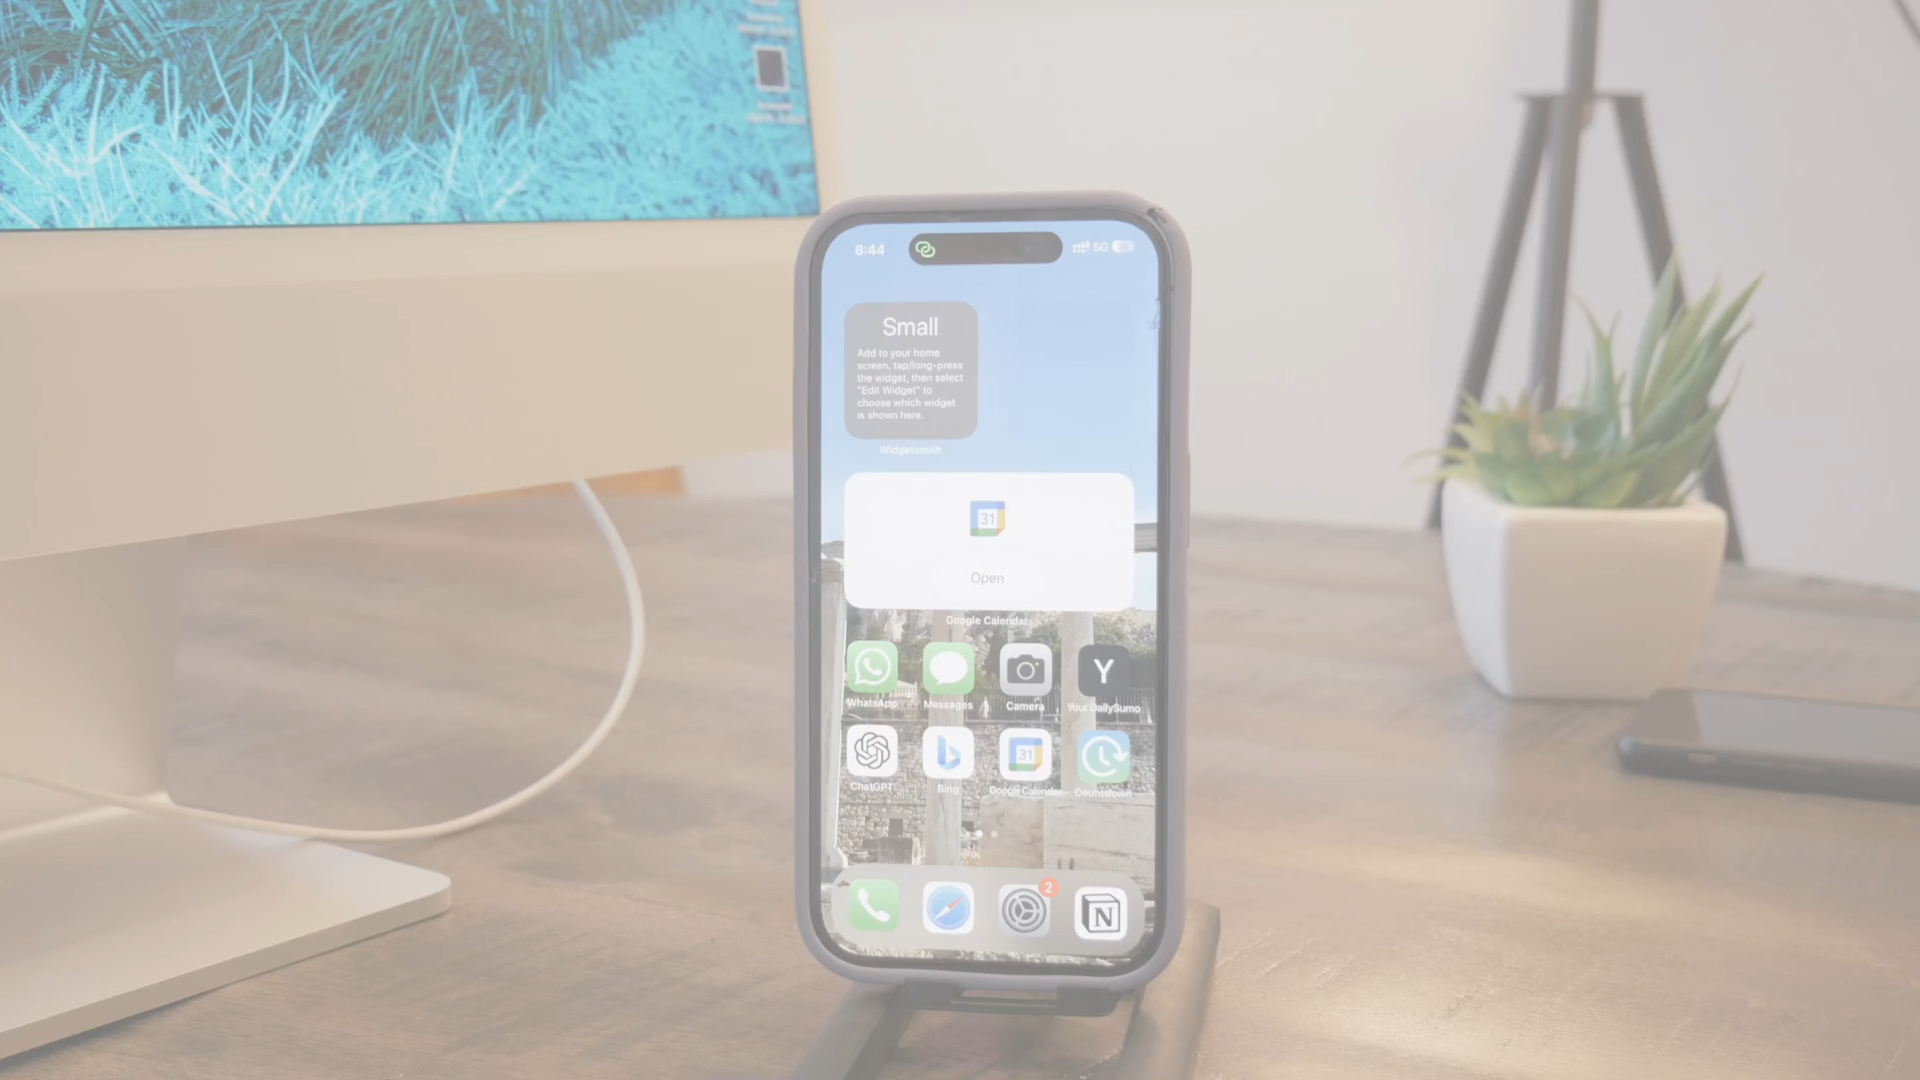 8:44
5G
Small
Add to your home
screen, tap/long-press
the widget, then select
"Edit Widget" to
choose which widget
is shown here.
Widgetsmith
31
Open
Google Calendar
WhatsApp Messages Camera Your DailySumo
Y
31
ChatGPT Bing Google Calendar Countdown
2
N